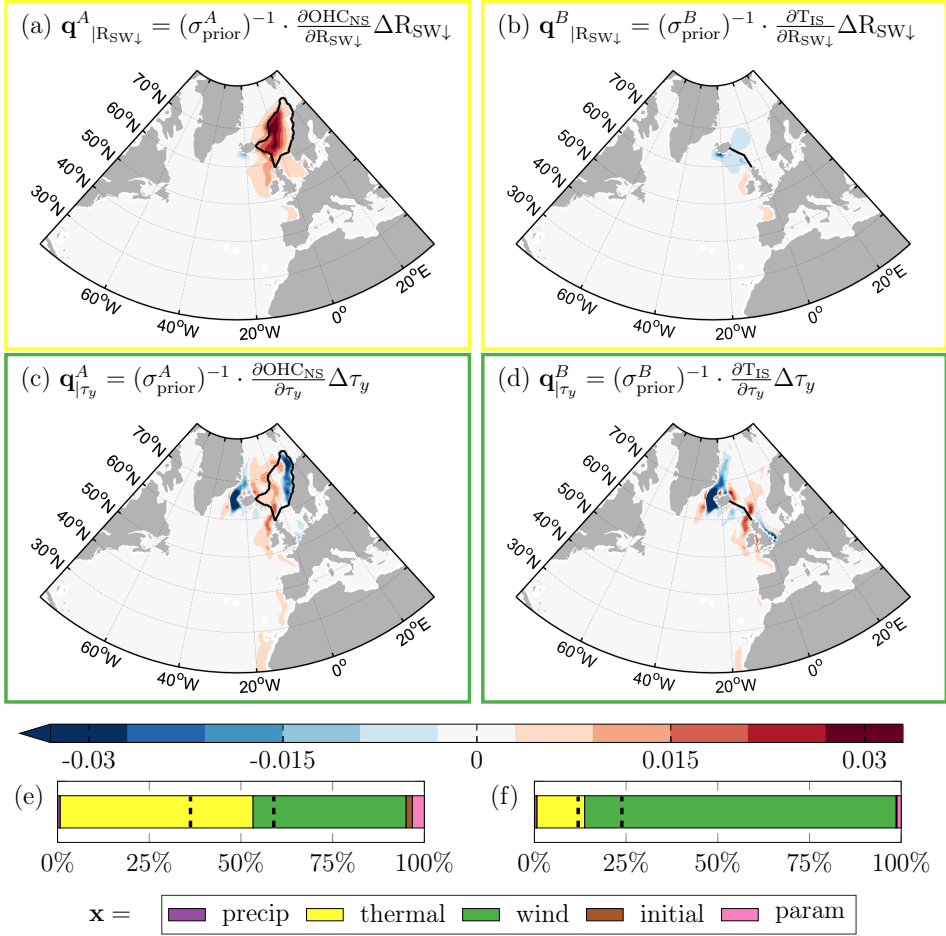 (a) q^A_{|R_{SW↓}} = (σ^A_{prior})^{-1} · ∂OHC_{NS}/∂R_{SW↓} ΔR_{SW↓}
70°N
60°N
50°N
40°N
30°N
60°W
40°W
20°W
0°
20°E
(b) q^B_{|R_{SW↓}} = (σ^B_{prior})^{-1} · ∂T_{IS}/∂R_{SW↓} ΔR_{SW↓}
70°N
60°N
50°N
40°N
30°N
60°W
40°W
20°W
0°
20°E
(c) q^A_{|τ_y} = (σ^A_{prior})^{-1} · ∂OHC_{NS}/∂τ_y Δτ_y
70°N
60°N
50°N
40°N
30°N
60°W
40°W
20°W
0°
20°E
(d) q^B_{|τ_y} = (σ^B_{prior})^{-1} · ∂T_{IS}/∂τ_y Δτ_y
70°N
60°N
50°N
40°N
30°N
60°W
40°W
20°W
0°
20°E
-0.03 -0.015 0 0.015 0.03
(e)
0% 25% 50% 75% 100%
(f)
0% 25% 50% 75% 100%
x = precip thermal wind initial param